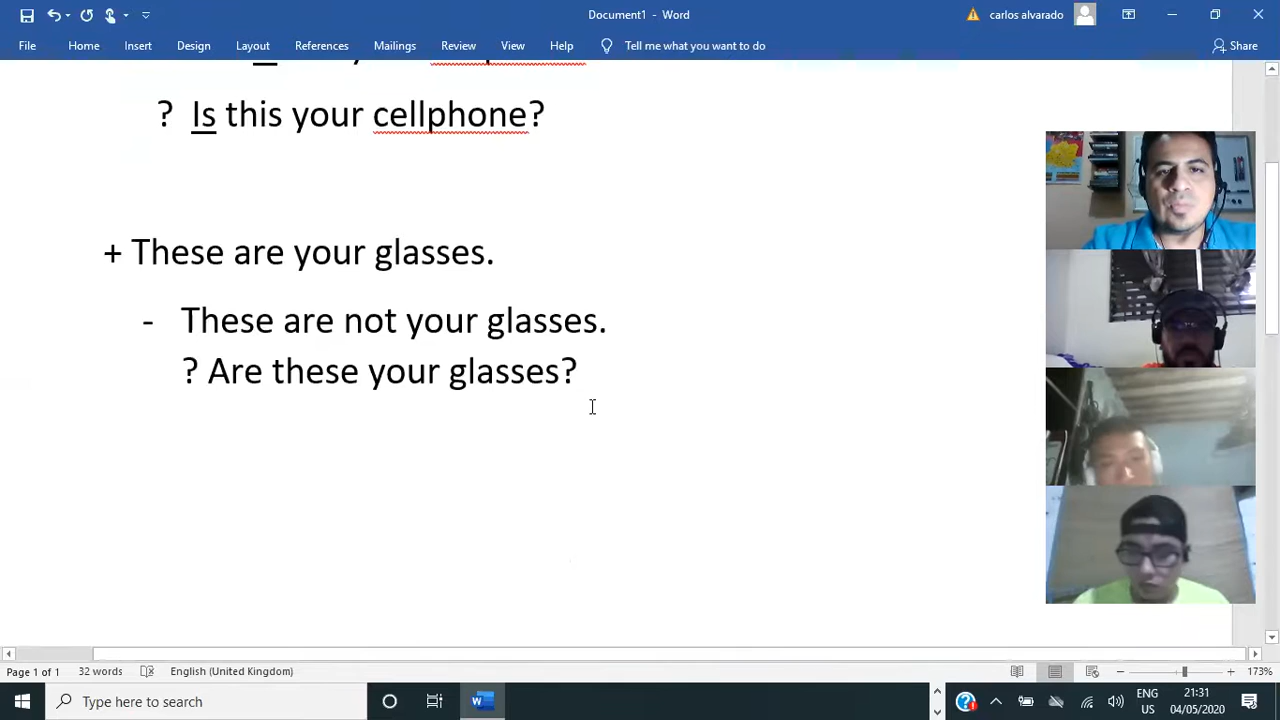 Document1 - Word
carlos alvarado
File Home Insert Design Layout References Mailings Review View Help Tell me what you want to do Share
? Is this your cellphone?
+ These are your glasses.
- These are not your glasses.
? Are these your glasses?
Page 1 of 1 32 words English (United Kingdom) 173%
Type here to search
ENG 21:31
US 04/05/2020